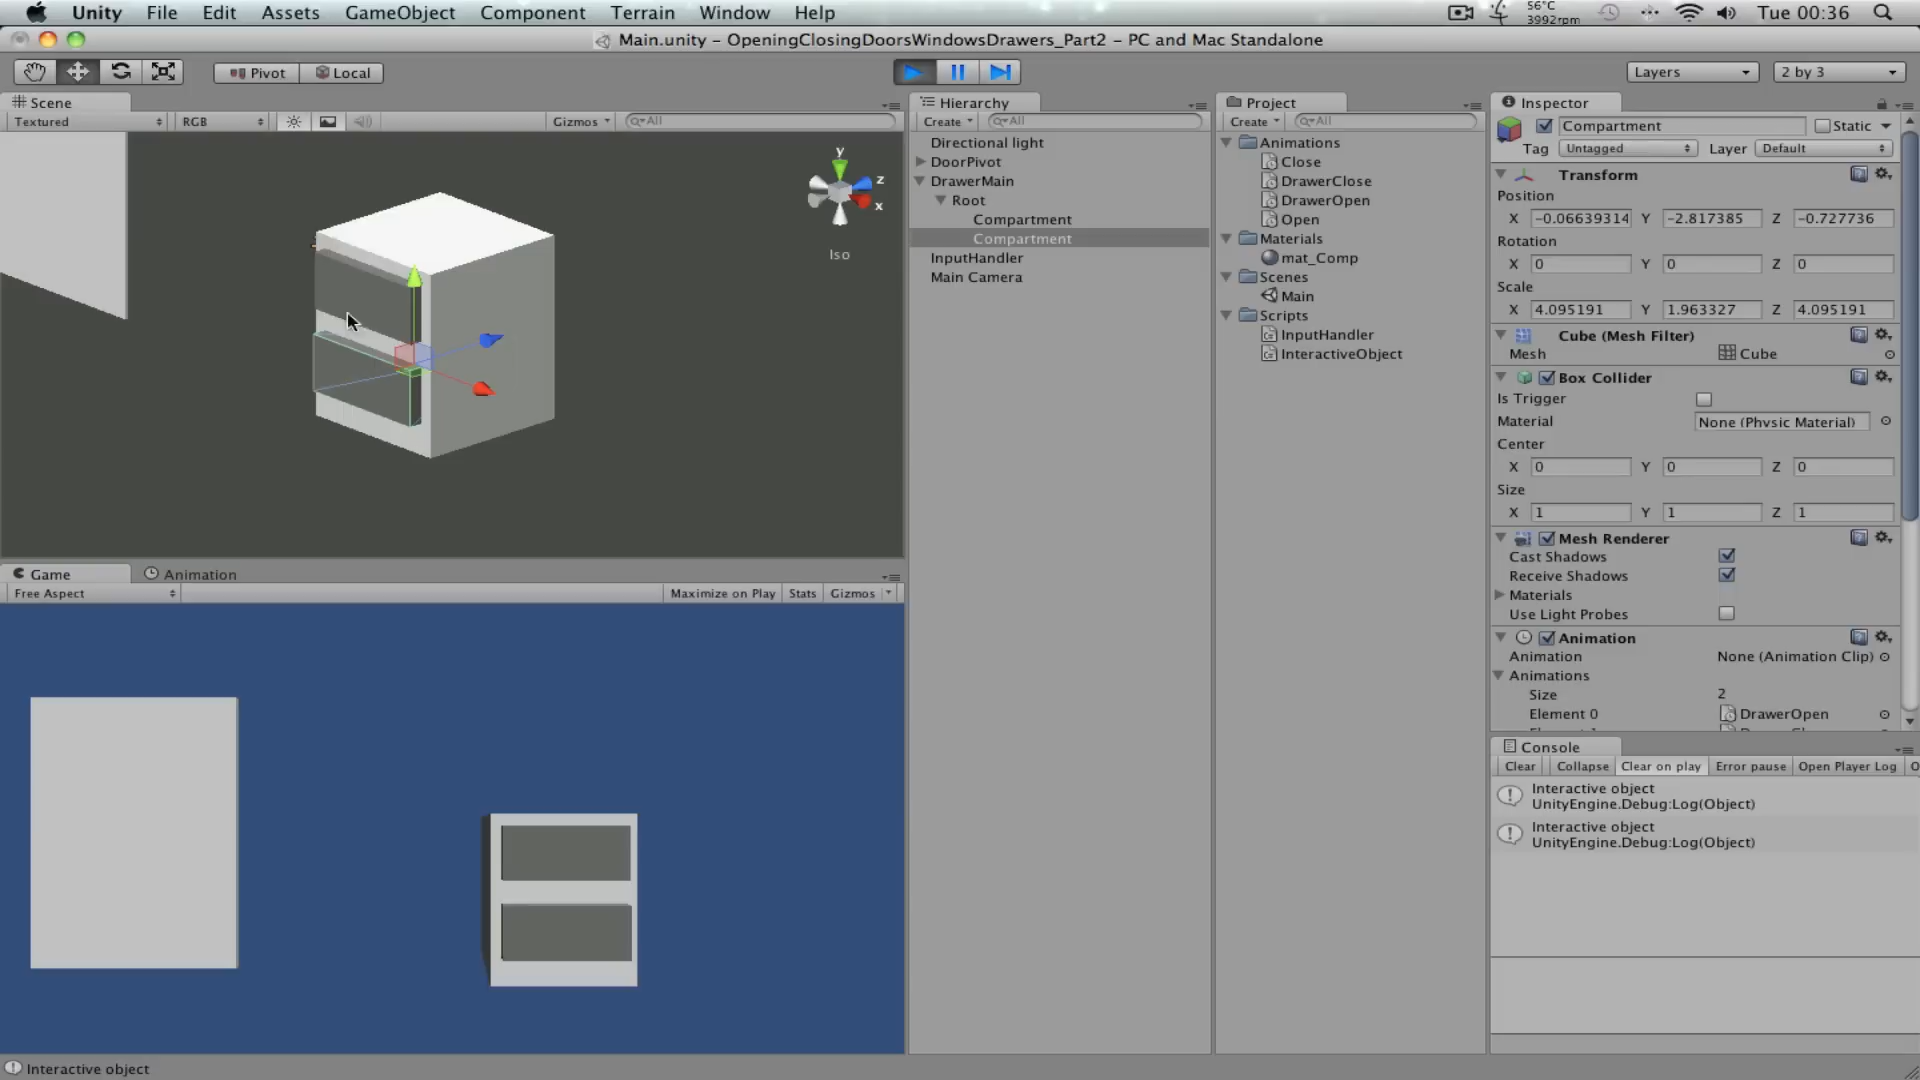 Unity File Edit Assets GameObject Component Terrain Window Help
56°C
3992rpm
Tue 00:36
Main.unity – OpeningClosingDoorsWindowsDrawers_Part2 – PC and Mac Standalone
Pivot Local
Layers
2 by 3
Scene
Textured RGB Gizmos All
y
z
x
Iso
Game Animation
Free Aspect Maximize on Play Stats Gizmos
Hierarchy
Create All
Directional light
DoorPivot
DrawerMain
Root
Compartment
Compartment
InputHandler
Main Camera
Project
Create All
Animations
Close
DrawerClose
DrawerOpen
Open
Materials
mat_Comp
Scenes
Main
Scripts
InputHandler
InteractiveObject
Inspector
Compartment Static
Tag Untagged Layer Default
Transform
Position
X -0.06639314 Y -2.817385 Z -0.727736
Rotation
X 0 Y 0 Z 0
Scale
X 4.095191 Y 1.963327 Z 4.095191
Cube (Mesh Filter)
Mesh Cube
Box Collider
Is Trigger
Material None (Physic Material)
Center
X 0 Y 0 Z 0
Size
X 1 Y 1 Z 1
Mesh Renderer
Cast Shadows
Receive Shadows
Materials
Use Light Probes
Animation
Animation None (Animation Clip)
Animations
Size 2
Element 0 DrawerOpen
Console
Clear Collapse Clear on play Error pause Open Player Log
Interactive object
UnityEngine.Debug:Log(Object)
Interactive object
UnityEngine.Debug:Log(Object)
Interactive object